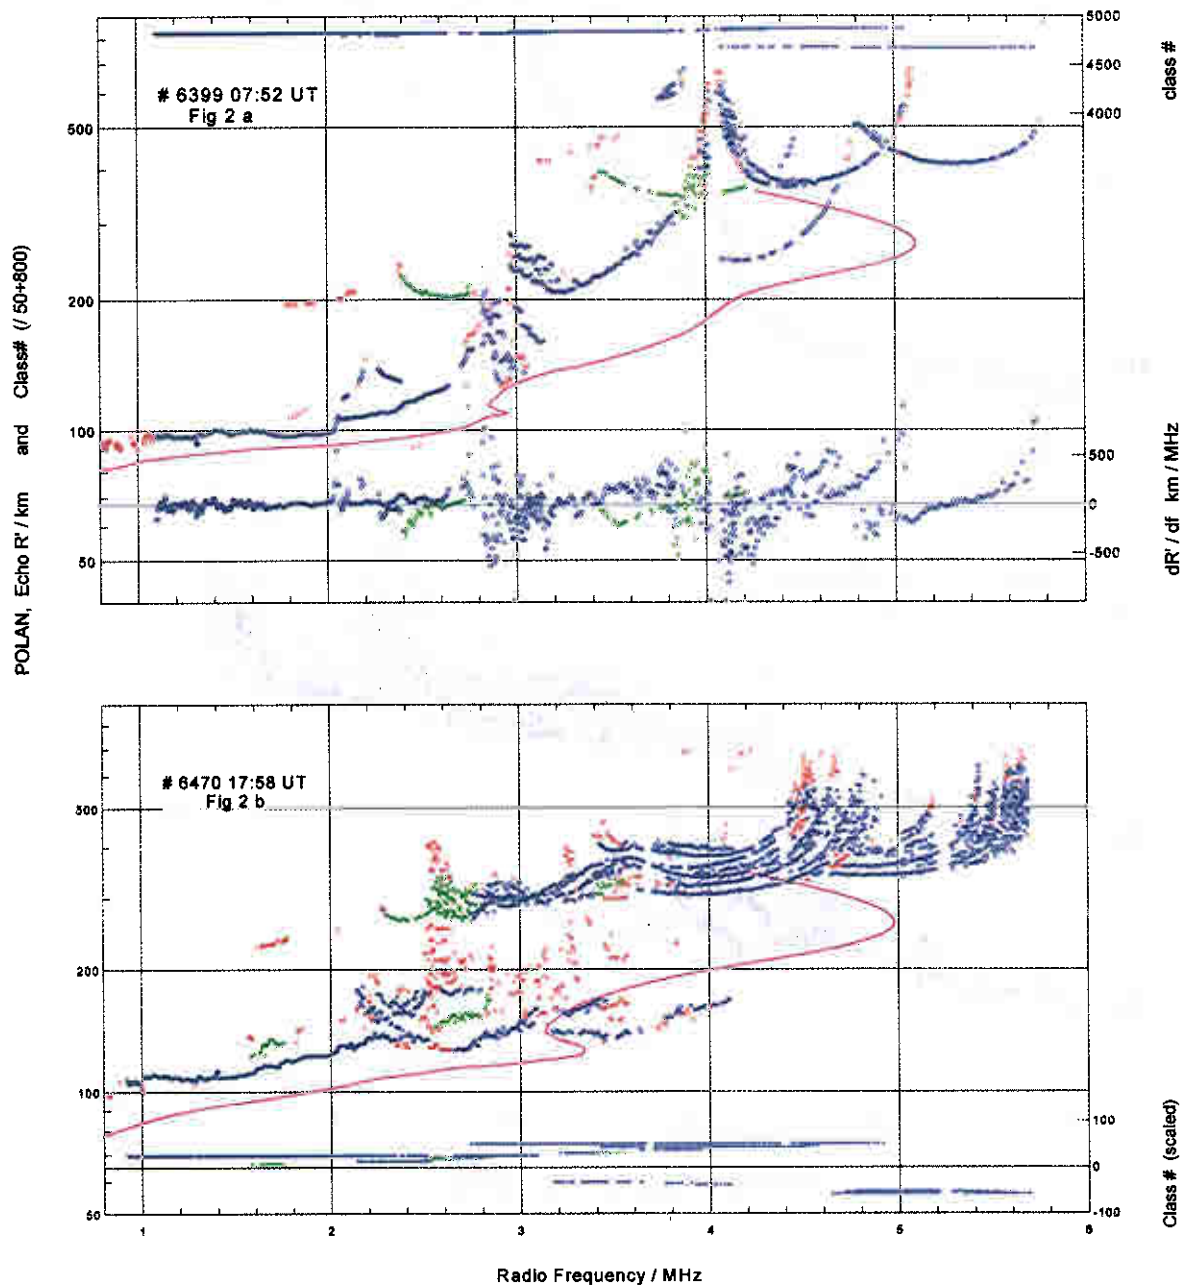 # 6399 07:52 UT
Fig 2 a
500
200
100
50
5000
4500
4000
class #
500
0
-500
dR' / df km / MHz
POLAN, Echo R' / km and Class# (/ 50+800)
# 6470 17:58 UT
Fig 2 b
300
200
100
50
100
0
-100
Class # (scaled)
1 2 3 4 5 6
Radio Frequency / MHz